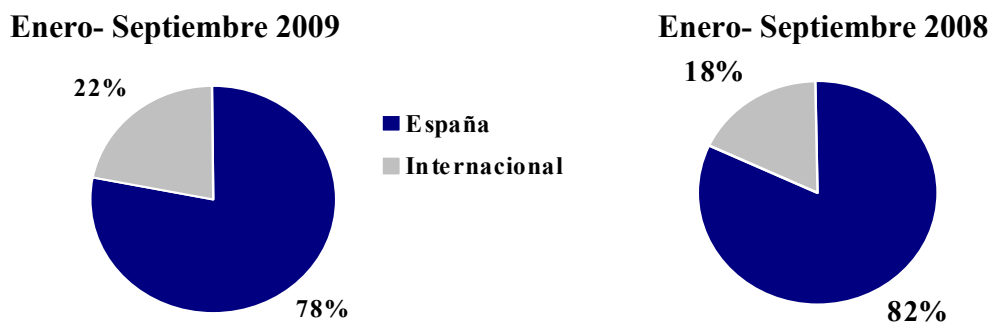 Enero- Septiembre 2009
Enero- Septiembre 2008
22%
18%
España
Internacional
78%
82%